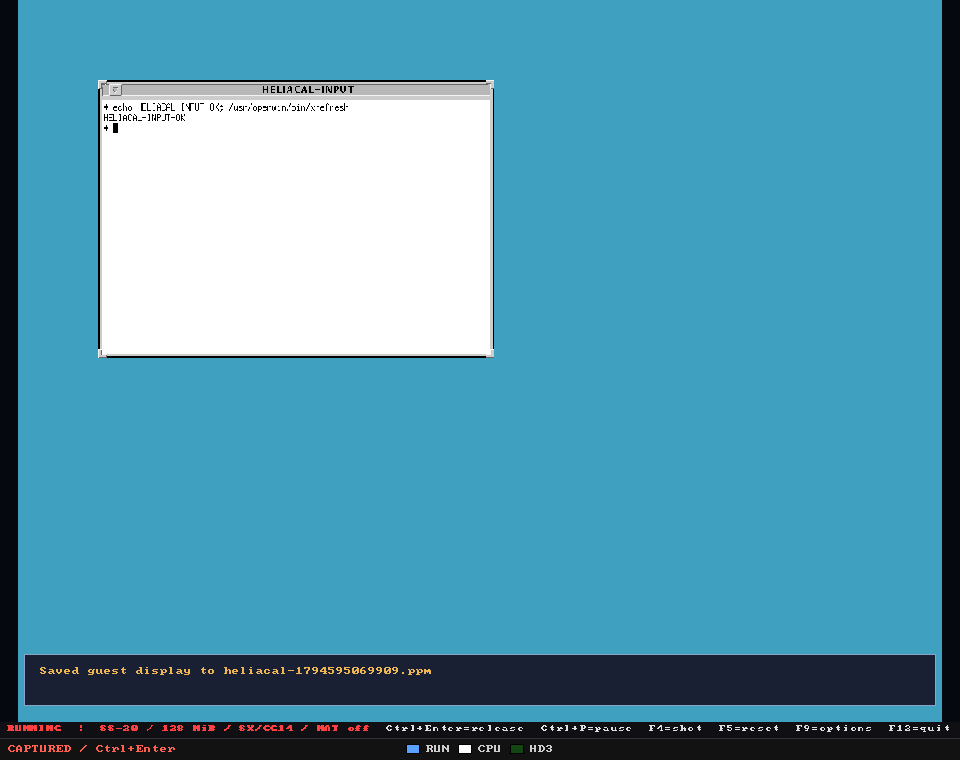 HELIACAL-INPUT
# echo HELIACAL-INPUT-OK; /usr/openwin/bin/xrefresh
HELIACAL-INPUT-OK
#
Saved guest display to heliacal-1794595069909.ppm
RUNNING ! SS-20 / 128 MiB / SX/CG14 / NAT off Ctrl+Enter=release Ctrl+P=pause F4=shot F5=reset F9=options F12=quit
CAPTURED / Ctrl+Enter RUN CPU HD3